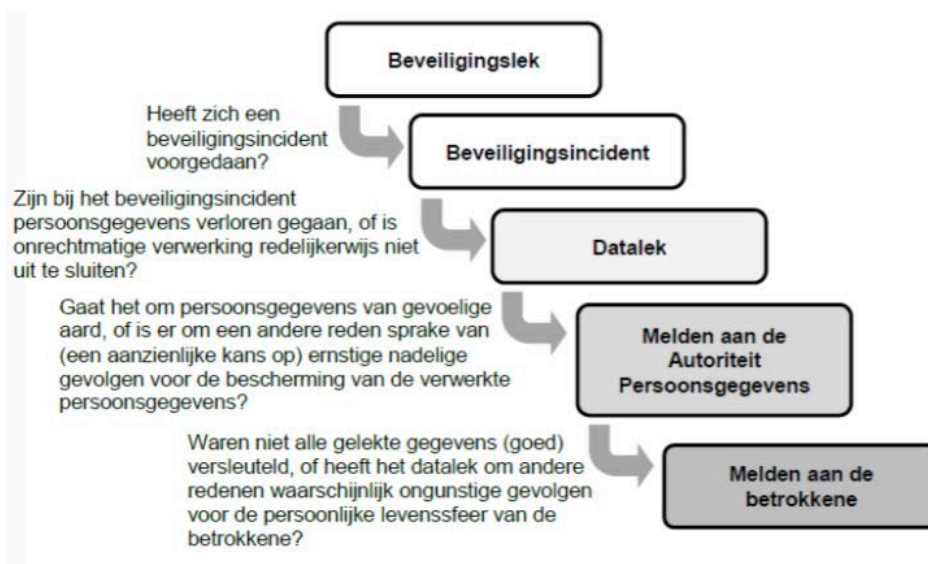 Beveiligingslek
Heeft zich een
beveiligingsincident
voorgedaan?
Beveiligingsincident
Zijn bij het beveiligingsincident
persoonsgegevens verloren gegaan, of is
onrechtmatige verwerking redelijkerwijs niet
uit te sluiten?
Datalek
Gaat het om persoonsgegevens van gevoelige
aard, of is er om een andere reden sprake van
(een aanzienlijke kans op) ernstige nadelige
gevolgen voor de bescherming van de verwerkte
persoonsgegevens?
Melden aan de
Autoriteit
Persoonsgegevens
Waren niet alle gelekte gegevens (goed)
versleuteld, of heeft het datalek om andere
redenen waarschijnlijk ongunstige gevolgen
voor de persoonlijke levenssfeer van de
betrokkene?
Melden aan de
betrokkene